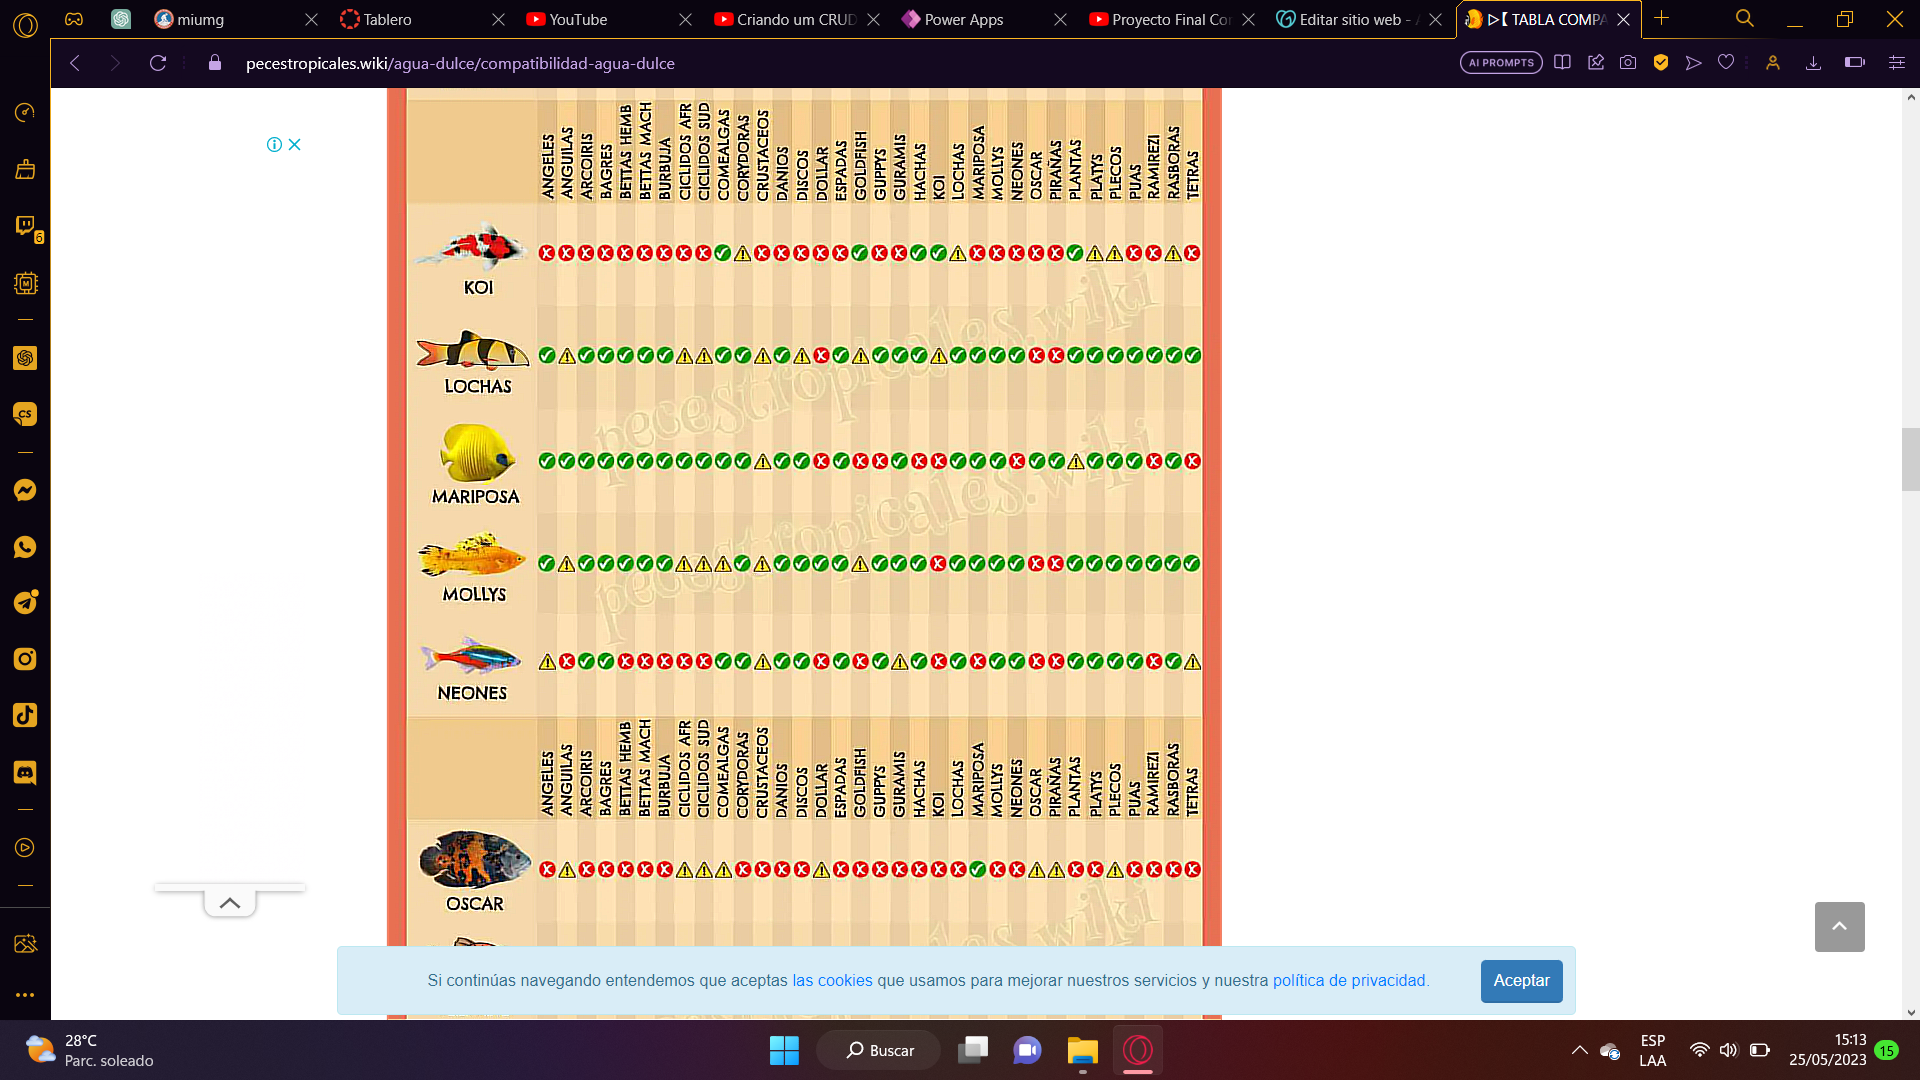 miumg
Tablero
YouTube
Criando um CRUD
Power Apps
Proyecto Final Co
Editar sitio web - A
▷【 TABLA COMPA
pecestropicales.wiki/agua-dulce/compatibilidad-agua-dulce
AI PROMPTS
6
ANGELES
ANGUILAS
ARCOIRIS
BAGRES
BETTAS HEMB
BETTAS MACH
BURBUJA
CICLIDOS AFR
CICLIDOS SUD
COMEALGAS
CORYDORAS
CRUSTACEOS
DANIOS
DISCOS
DOLLAR
ESPADAS
GOLDFISH
GUPPYS
GURAMIS
HACHAS
KOI
LOCHAS
MARIPOSA
MOLLYS
NEONES
OSCAR
PIRAÑAS
PLANTAS
PLATYS
PLECOS
PUAS
RAMIREZI
RASBORAS
TETRAS
KOI
LOCHAS
MARIPOSA
MOLLYS
NEONES
pecestropicales.wiki
pecestropicales.wiki
ANGELES
ANGUILAS
ARCOIRIS
BAGRES
BETTAS HEMB
BETTAS MACH
BURBUJA
CICLIDOS AFR
CICLIDOS SUD
COMEALGAS
CORYDORAS
CRUSTACEOS
DANIOS
DISCOS
DOLLAR
ESPADAS
GOLDFISH
GUPPYS
GURAMIS
HACHAS
KOI
LOCHAS
MARIPOSA
MOLLYS
NEONES
OSCAR
PIRAÑAS
PLANTAS
PLATYS
PLECOS
PUAS
RAMIREZI
RASBORAS
TETRAS
OSCAR
les.wiki
Si continúas navegando entendemos que aceptas las cookies que usamos para mejorar nuestros servicios y nuestra política de privacidad.
Aceptar
28°C
Parc. soleado
Buscar
ESP
LAA
15:13
25/05/2023
15